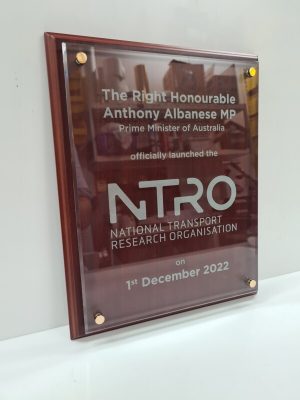 The Right Honourable
Anthony Albanese MP
Prime Minister of Australia
officially launched the
NTRO
NATIONAL TRANSPORT
RESEARCH ORGANISATION
on
1st December 2022